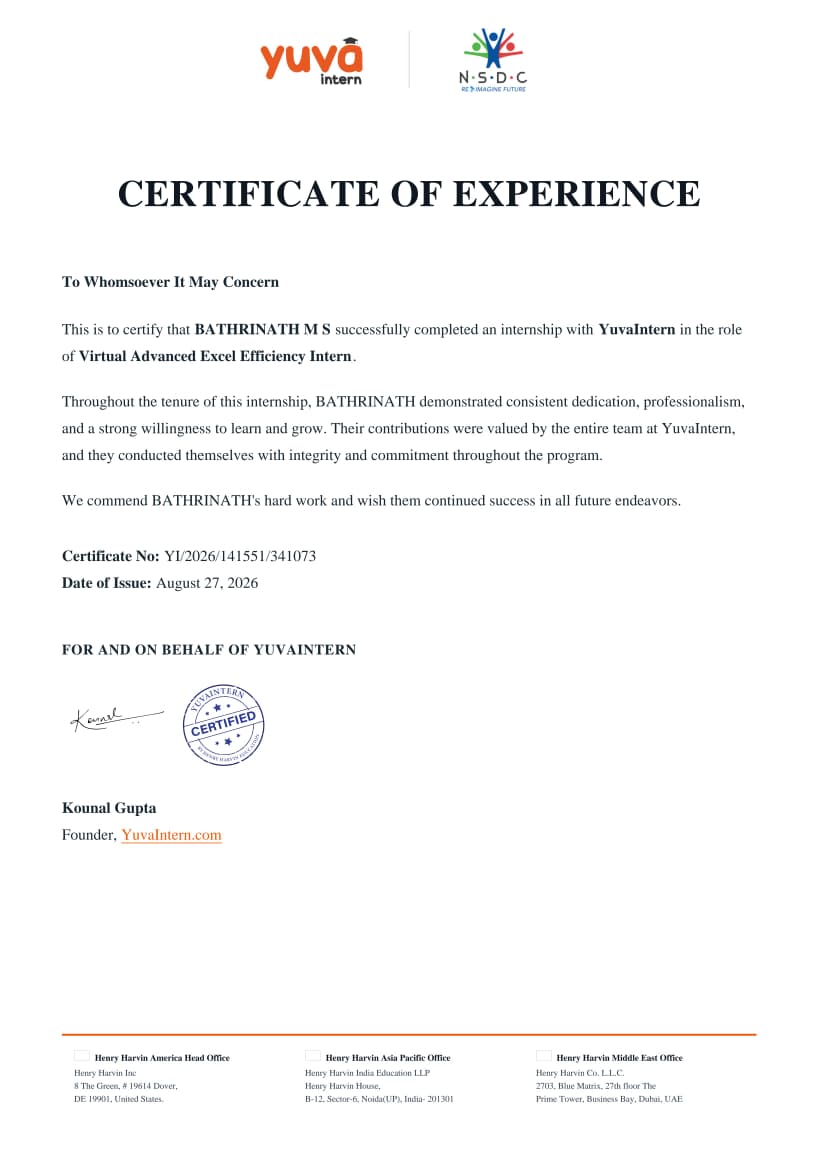 yuva
intern
N·S·D·C
RE IMAGINE FUTURE
CERTIFICATE OF EXPERIENCE
To Whomsoever It May Concern
This is to certify that BATHRINATH M S successfully completed an internship with YuvaIntern in the role
of Virtual Advanced Excel Efficiency Intern.
Throughout the tenure of this internship, BATHRINATH demonstrated consistent dedication, professionalism,
and a strong willingness to learn and grow. Their contributions were valued by the entire team at YuvaIntern,
and they conducted themselves with integrity and commitment throughout the program.
We commend BATHRINATH's hard work and wish them continued success in all future endeavors.
Certificate No: YI/2026/141551/341073
Date of Issue: August 27, 2026
FOR AND ON BEHALF OF YUVAINTERN
Kounal
YUVAINTERN
CERTIFIED
BY HENRY HARVIN EDUCATION
Kounal Gupta
Founder, YuvaIntern.com
Henry Harvin America Head Office
Henry Harvin Inc
8 The Green, # 19614 Dover,
DE 19901, United States.
Henry Harvin Asia Pacific Office
Henry Harvin India Education LLP
Henry Harvin House,
B-12, Sector-6, Noida(UP), India- 201301
Henry Harvin Middle East Office
Henry Harvin Co. L.L.C.
2703, Blue Matrix, 27th floor The
Prime Tower, Business Bay, Dubai, UAE